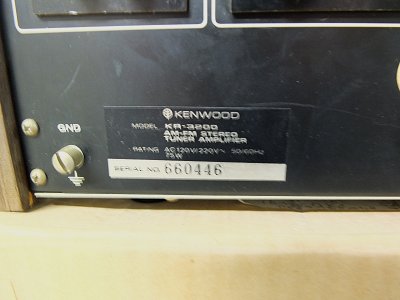 KENWOOD
GND
MODEL KR-3200
AM-FM STEREO
TUNER AMPLIFIER
RATING AC120V/220V~ 50/60Hz
75W
SERIAL NO. 660446